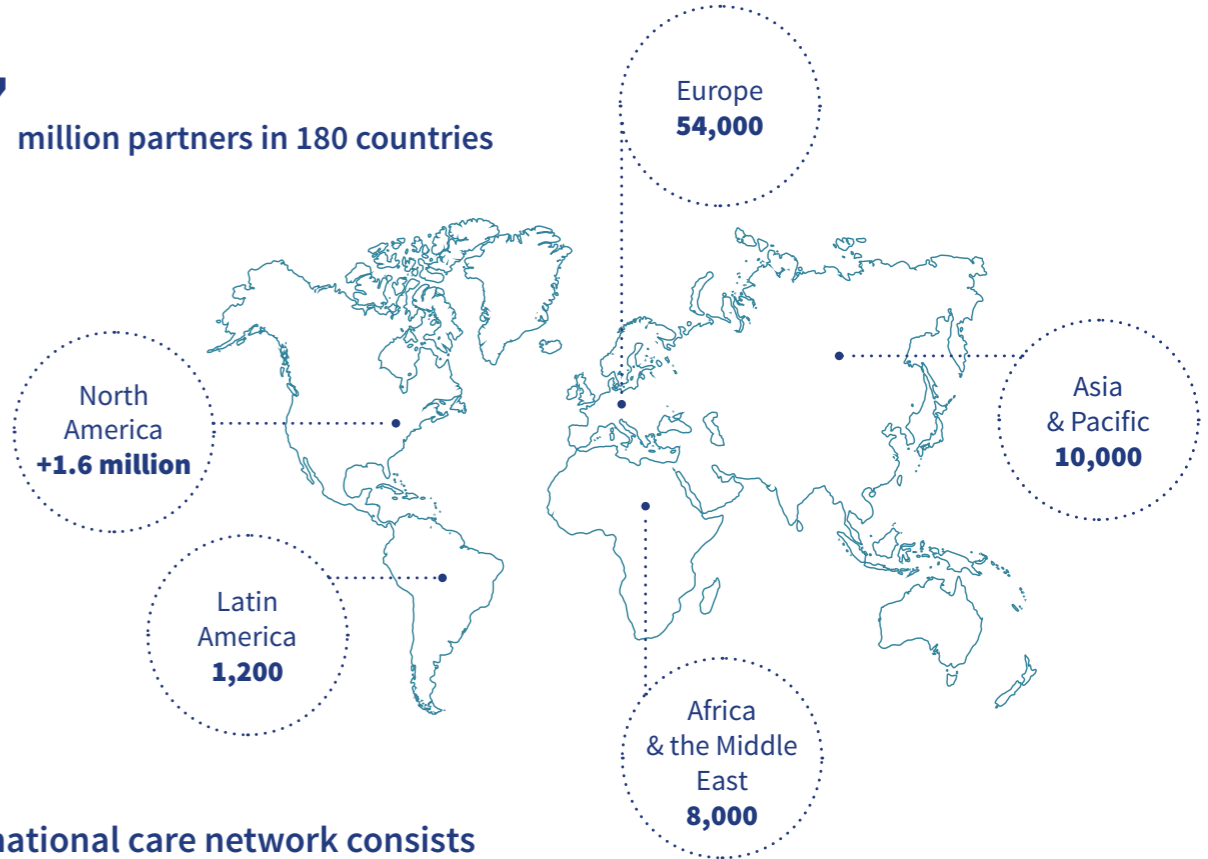 million partners in 180 countries
Europe
54,000
North
America
+1.6 million
Asia
& Pacific
10,000
Latin
America
1,200
Africa
& the Middle
East
8,000
national care network consists